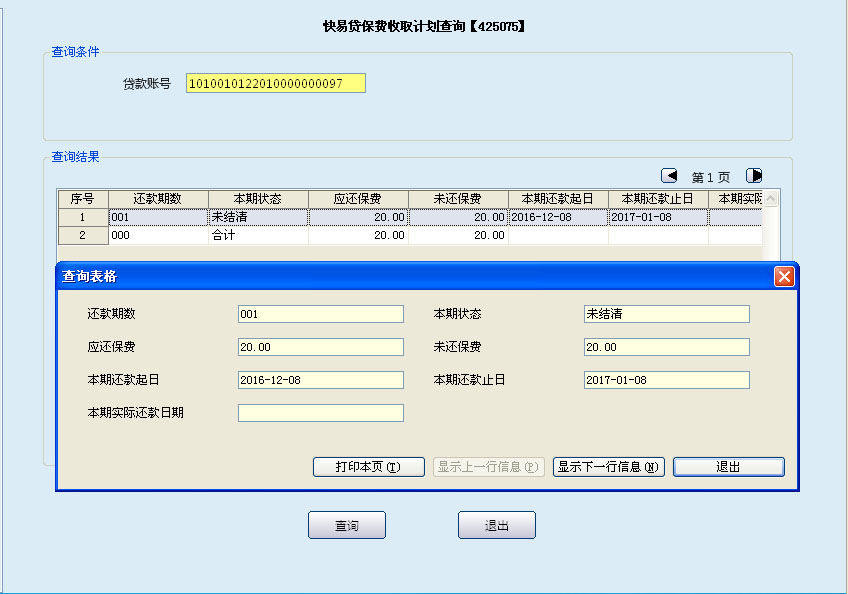 快易贷保费收取计划查询【425075】
查询条件
贷款账号 1010010122010000000097
查询结果
第 1 页
序号 还款期数 本期状态 应还保费 未还保费 本期还款起日 本期还款止日 本期实际
1 001 未结清 20.00 20.00 2016-12-08 2017-01-08
2 000 合计 20.00 20.00
查询表格
还款期数 001 本期状态 未结清
应还保费 20.00 未还保费 20.00
本期还款起日 2016-12-08 本期还款止日 2017-01-08
本期实际还款日期
打印本页(T) 显示上一行信息(P) 显示下一行信息(N) 退出
查询 退出